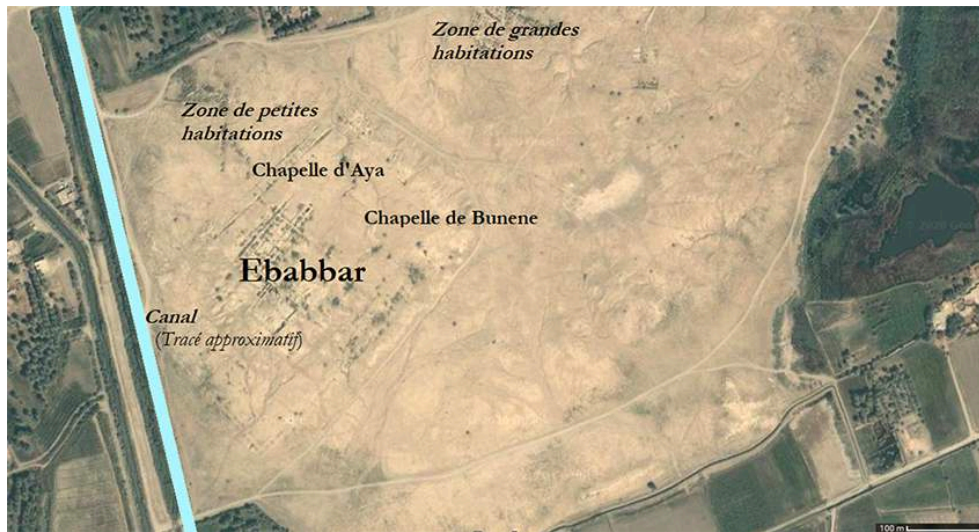 Zone de grandes
habitations
Zone de petites
habitations
Chapelle d'Aya
Chapelle de Bunene
Ebabbar
Canal
(Tracé approximatif)
100 m